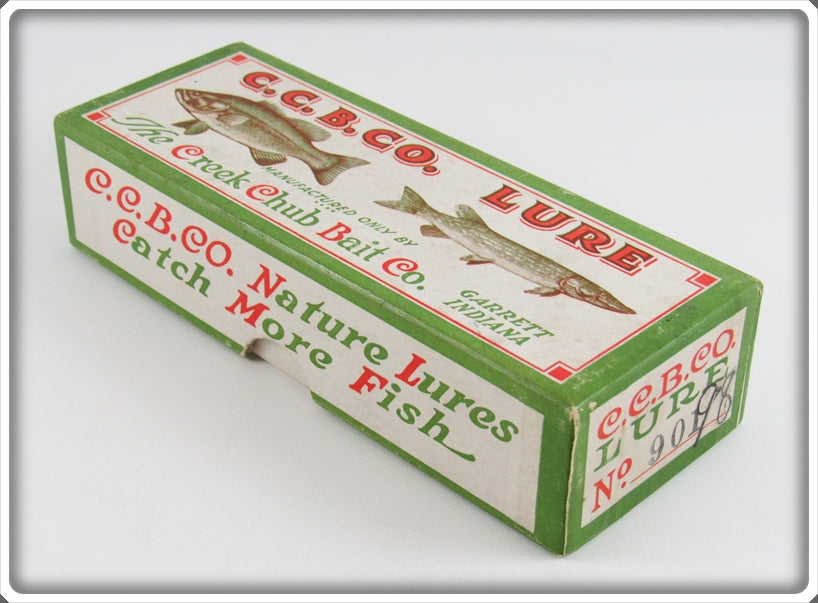 C.C.B.CO. LURE
The Creek Chub Bait Co.
MANUFACTURED ONLY BY
GARRETT
INDIANA
C.C.B.CO. Nature Lures
Catch More Fish
C.C.B.CO.
LURE
No 901